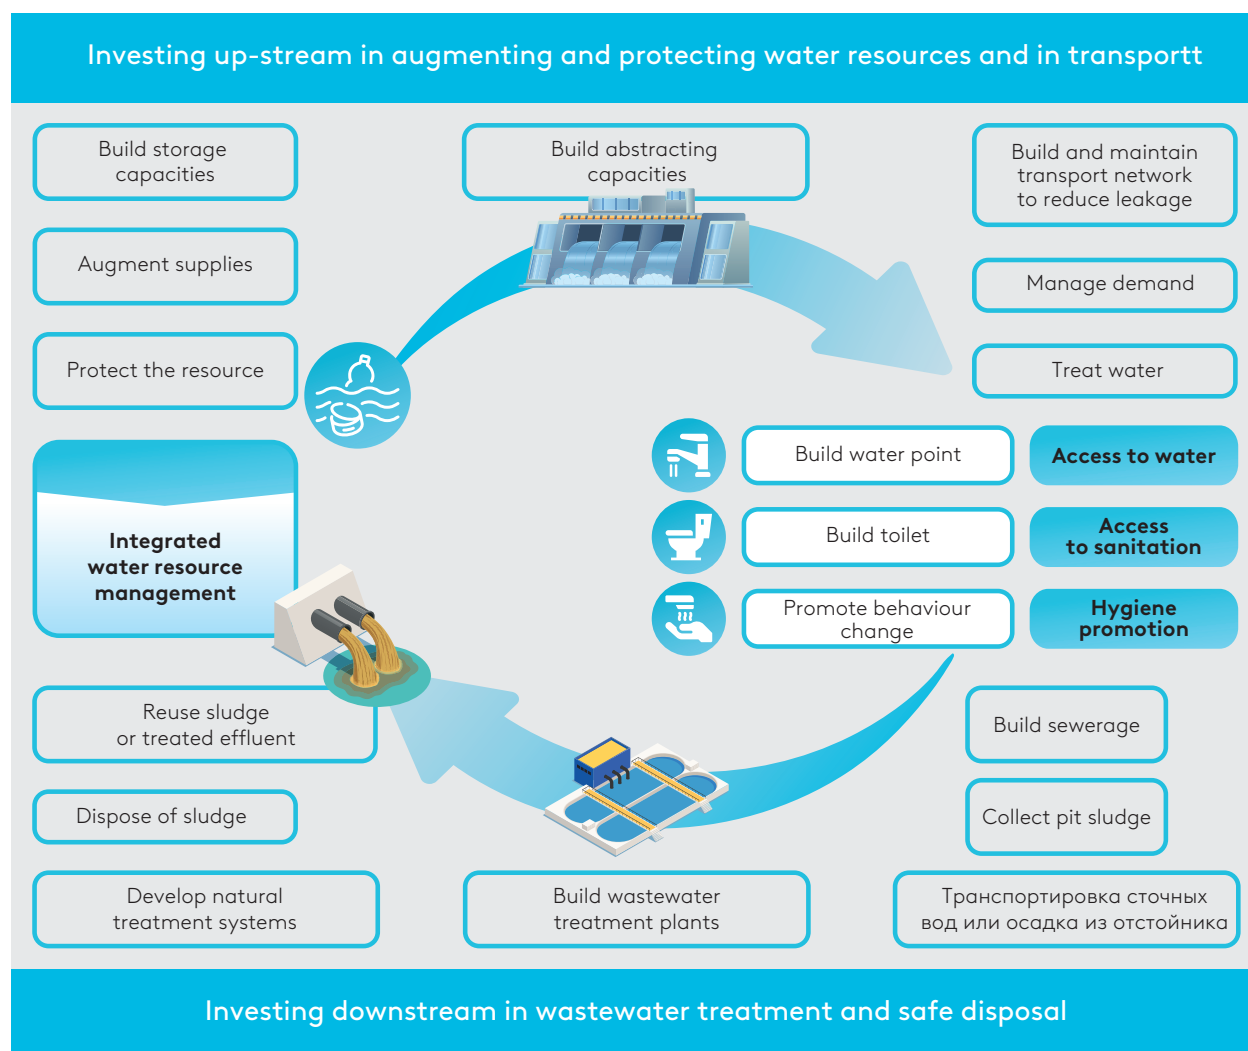 Investing up-stream in augmenting and protecting water resources and in transportt
Build storage
capacities
Build abstracting
capacities
Build and maintain
transport network
to reduce leakage
Augment supplies
Manage demand
Protect the resource
Treat water
Build water point
Access to water
Integrated
water resource
management
Build toilet
Access
to sanitation
Promote behaviour
change
Hygiene
promotion
Reuse sludge
or treated effluent
Build sewerage
Dispose of sludge
Collect pit sludge
Develop natural
treatment systems
Build wastewater
treatment plants
Транспортировка сточных
вод или осадка из отстойника
Investing downstream in wastewater treatment and safe disposal